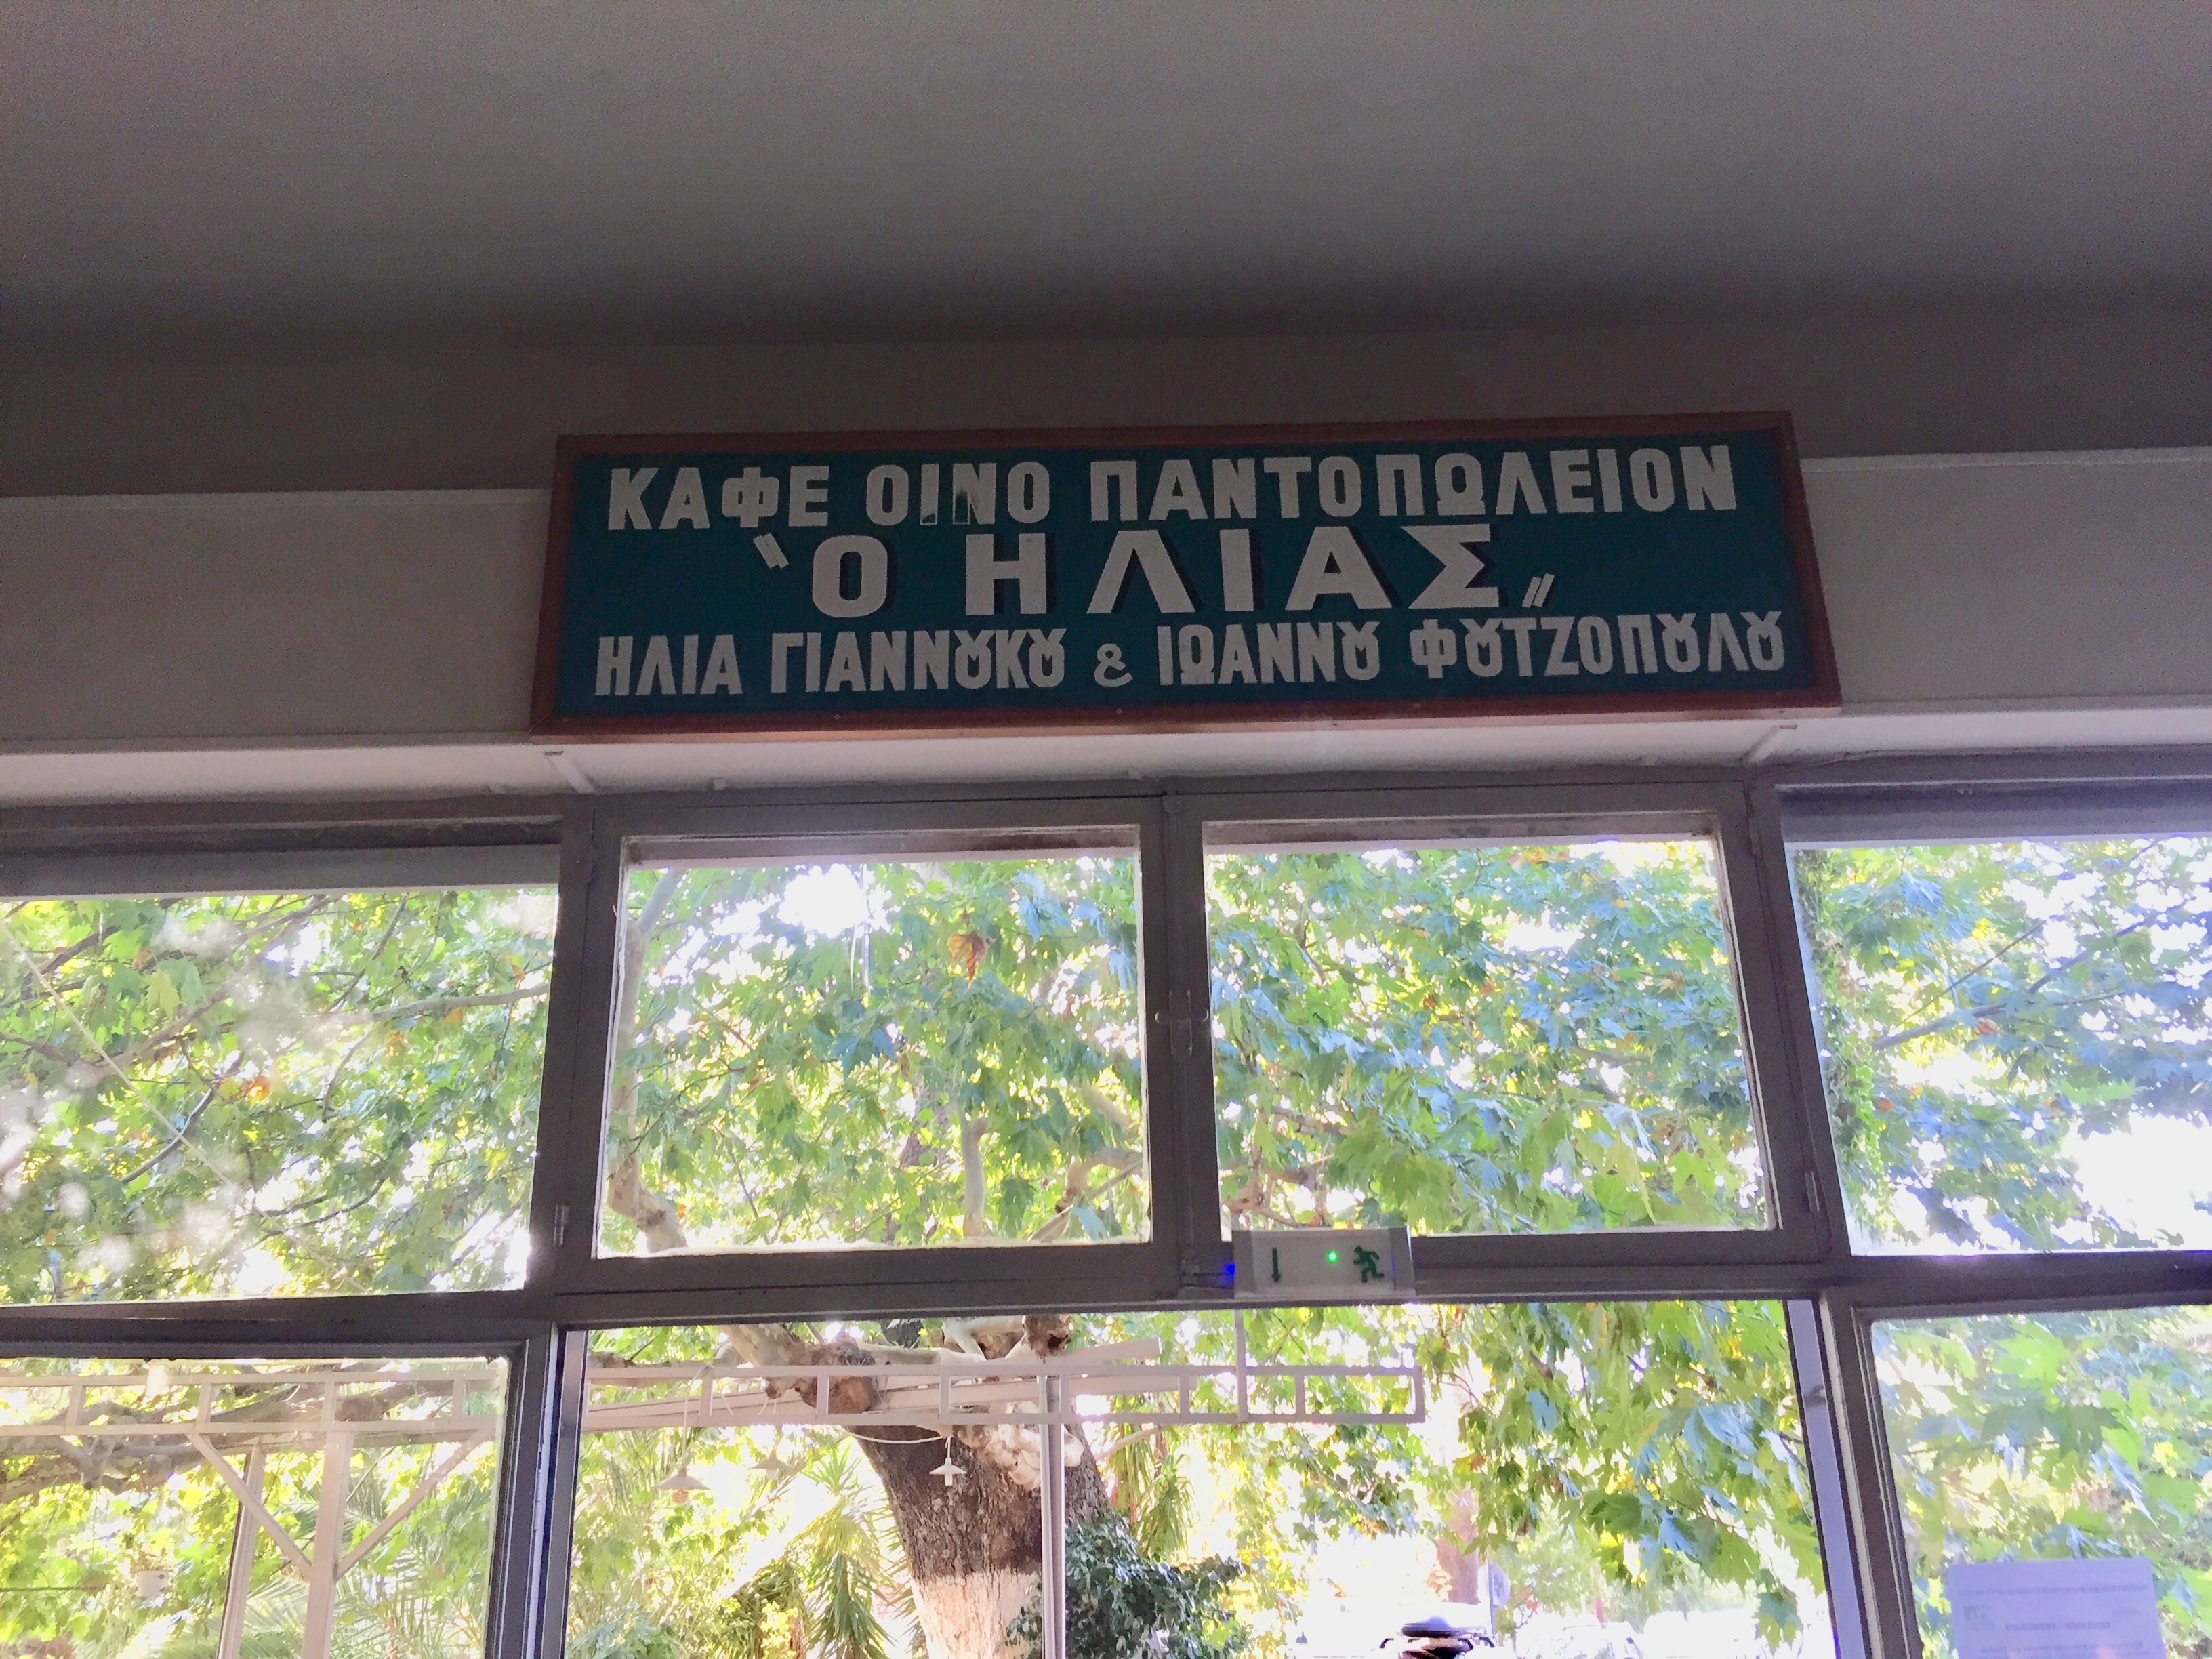 ΚΑΦΕ ΟΙΝΟ ΠΑΝΤΟΠΩΛΕΙΟΝ
"Ο ΗΛΙΑΣ"
ΗΛΙΑ ΓΙΑΝΝȢΚȢ & ΙΩΑΝΝȢ ΦȢΤΖΟΠȢΛȢ